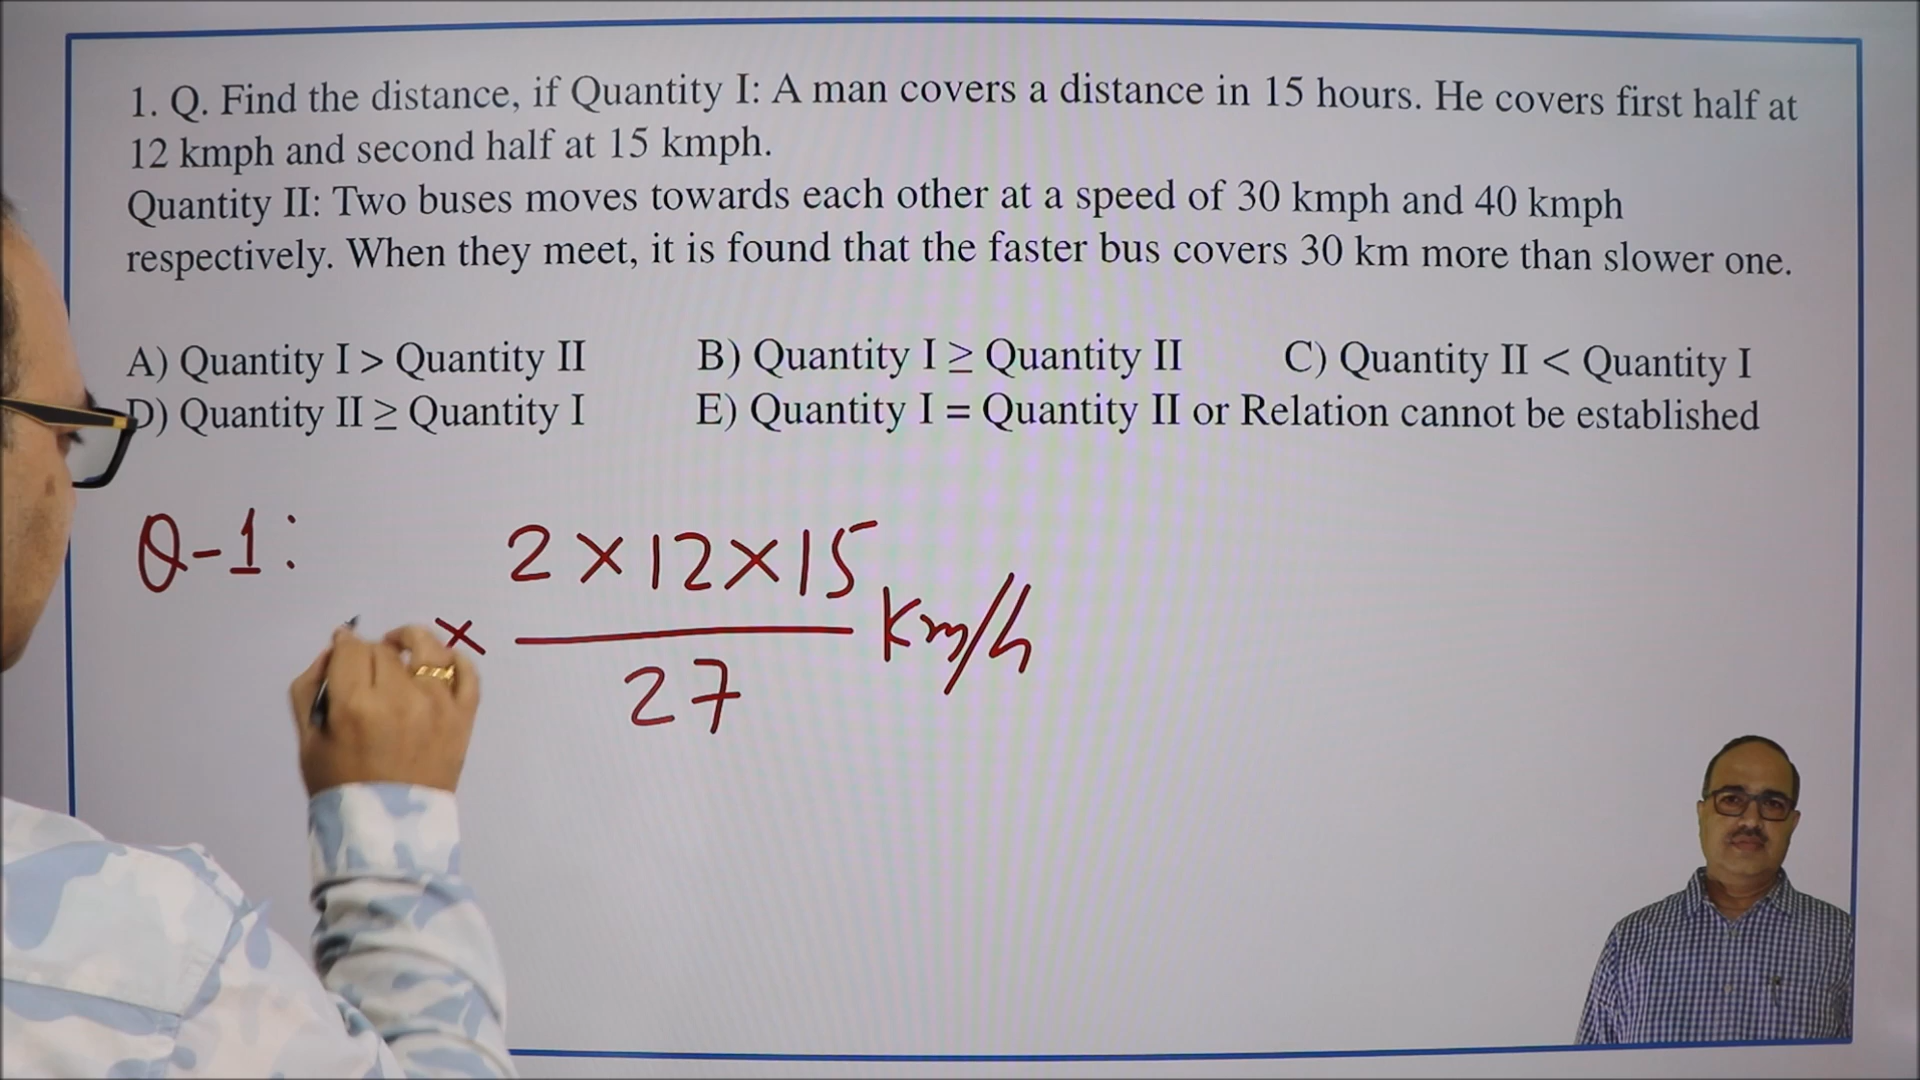 1. Q. Find the distance, if Quantity I: A man covers a distance in 15 hours. He covers first half at
12 kmph and second half at 15 kmph.
Quantity II: Two buses moves towards each other at a speed of 30 kmph and 40 kmph
respectively. When they meet, it is found that the faster bus covers 30 km more than slower one.
A) Quantity I > Quantity II B) Quantity I ≥ Quantity II C) Quantity II < Quantity I
D) Quantity II ≥ Quantity I E) Quantity I = Quantity II or Relation cannot be established
Q-1:
2×12×15
× km/h
27